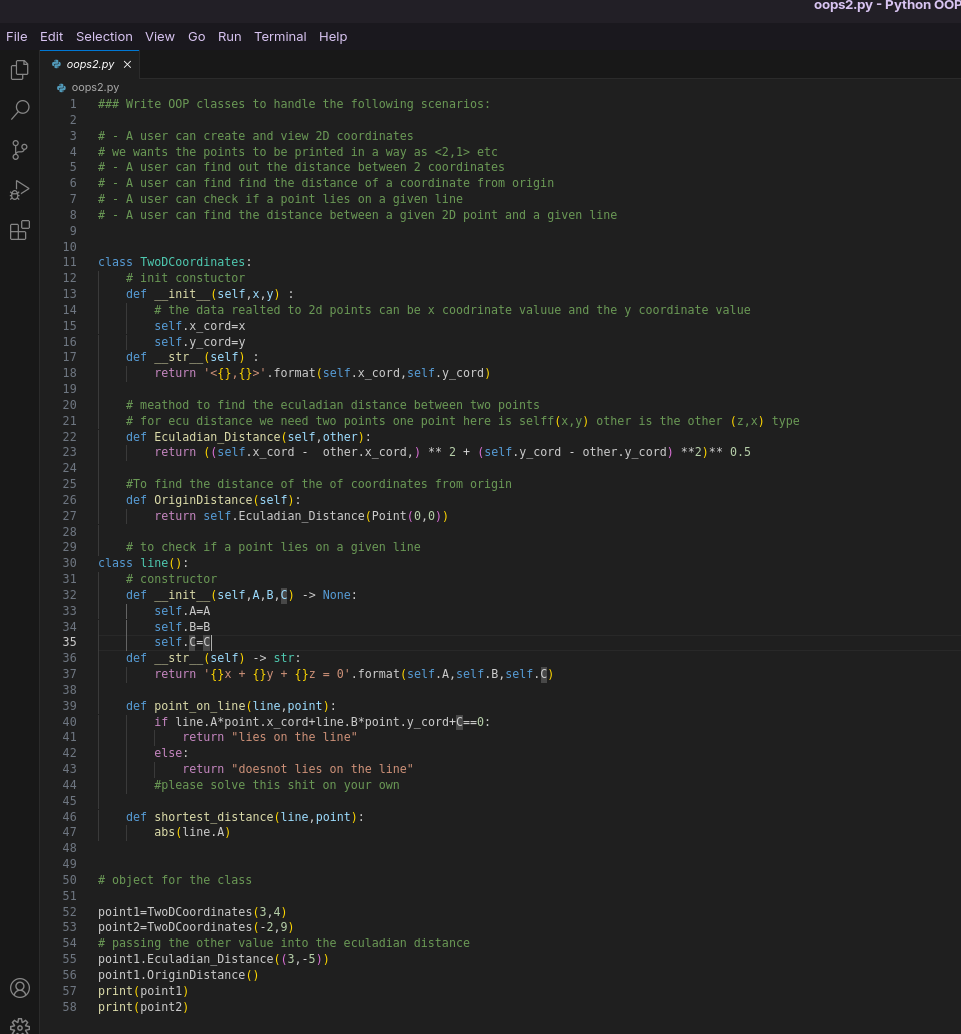 oops2.py - Python OOP
File Edit Selection View Go Run Terminal Help
oops2.py ×
oops2.py
1 ### Write OOP classes to handle the following scenarios:
2
3 # - A user can create and view 2D coordinates
4 # we wants the points to be printed in a way as <2,1> etc
5 # - A user can find out the distance between 2 coordinates
6 # - A user can find find the distance of a coordinate from origin
7 # - A user can check if a point lies on a given line
8 # - A user can find the distance between a given 2D point and a given line
9
10
11 class TwoDCoordinates:
12     # init constuctor
13     def __init__(self,x,y) :
14         # the data realted to 2d points can be x coodrinate valuue and the y coordinate value
15         self.x_cord=x
16         self.y_cord=y
17     def __str__(self) :
18         return '<{},{}>'.format(self.x_cord,self.y_cord)
19
20     # meathod to find the eculadian distance between two points
21     # for ecu distance we need two points one point here is selff(x,y) other is the other (z,x) type
22     def Eculadian_Distance(self,other):
23         return ((self.x_cord -  other.x_cord,) ** 2 + (self.y_cord - other.y_cord) **2)** 0.5
24
25     #To find the distance of the of coordinates from origin
26     def OriginDistance(self):
27         return self.Eculadian_Distance(Point(0,0))
28
29     # to check if a point lies on a given line
30 class line():
31     # constructor
32     def __init__(self,A,B,C) -> None:
33         self.A=A
34         self.B=B
35         self.C=C
36     def __str__(self) -> str:
37         return '{}x + {}y + {}z = 0'.format(self.A,self.B,self.C)
38
39     def point_on_line(line,point):
40         if line.A*point.x_cord+line.B*point.y_cord+C==0:
41             return "lies on the line"
42         else:
43             return "doesnot lies on the line"
44         #please solve this shit on your own
45
46     def shortest_distance(line,point):
47         abs(line.A)
48
49
50 # object for the class
51
52 point1=TwoDCoordinates(3,4)
53 point2=TwoDCoordinates(-2,9)
54 # passing the other value into the eculadian distance
55 point1.Eculadian_Distance((3,-5))
56 point1.OriginDistance()
57 print(point1)
58 print(point2)